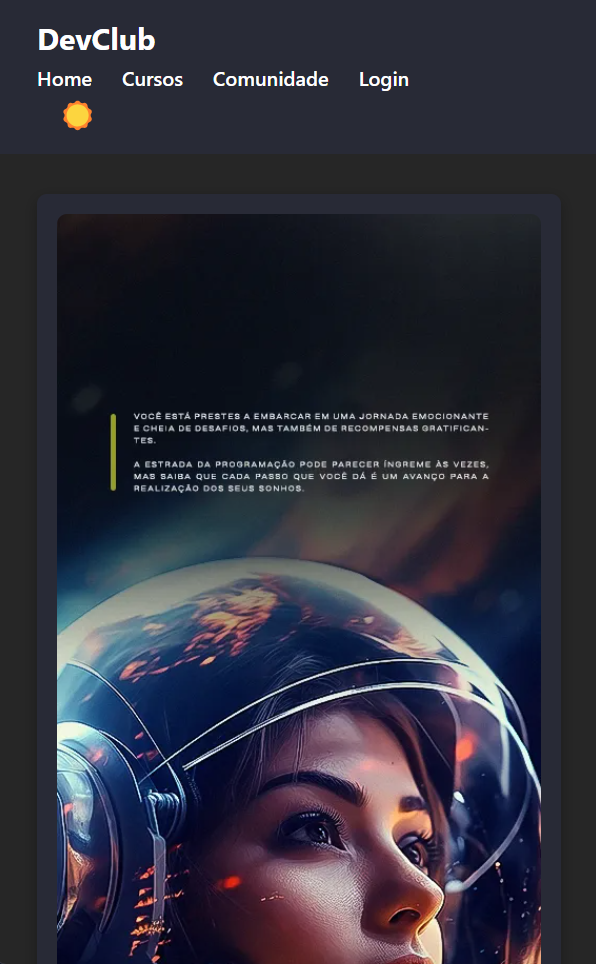 DevClub
Home Cursos Comunidade Login
VOCÊ ESTÁ PRESTES A EMBARCAR EM UMA JORNADA EMOCIONANTE
E CHEIA DE DESAFIOS, MAS TAMBÉM DE RECOMPENSAS GRATIFICAN-
TES.
A ESTRADA DA PROGRAMAÇÃO PODE PARECER ÍNGREME ÀS VEZES,
MAS SAIBA QUE CADA PASSO QUE VOCÊ DÁ É UM AVANÇO PARA A
REALIZAÇÃO DOS SEUS SONHOS.